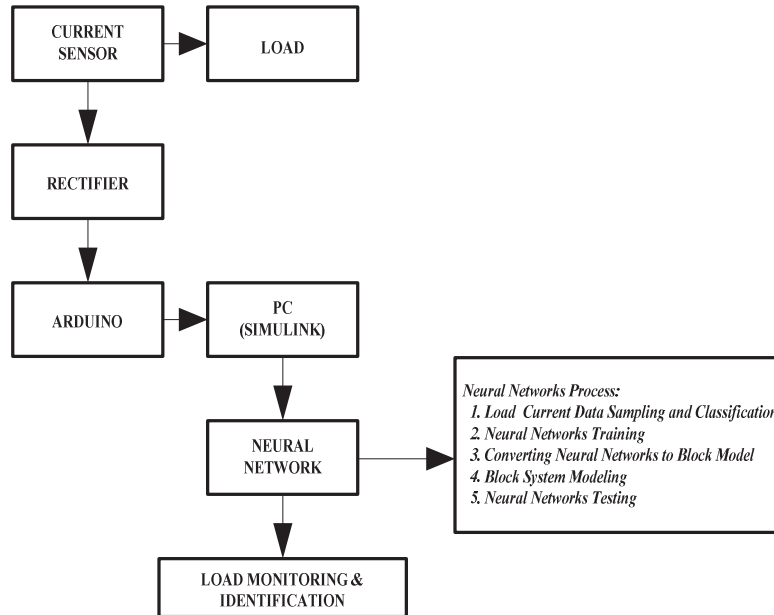 CURRENT
SENSOR
LOAD
RECTIFIER
ARDUINO
PC
(SIMULINK)
NEURAL
NETWORK
Neural Networks Process:
1. Load Current Data Sampling and Classification
2. Neural Networks Training
3. Converting Neural Networks to Block Model
4. Block System Modeling
5. Neural Networks Testing
LOAD MONITORING &
IDENTIFICATION